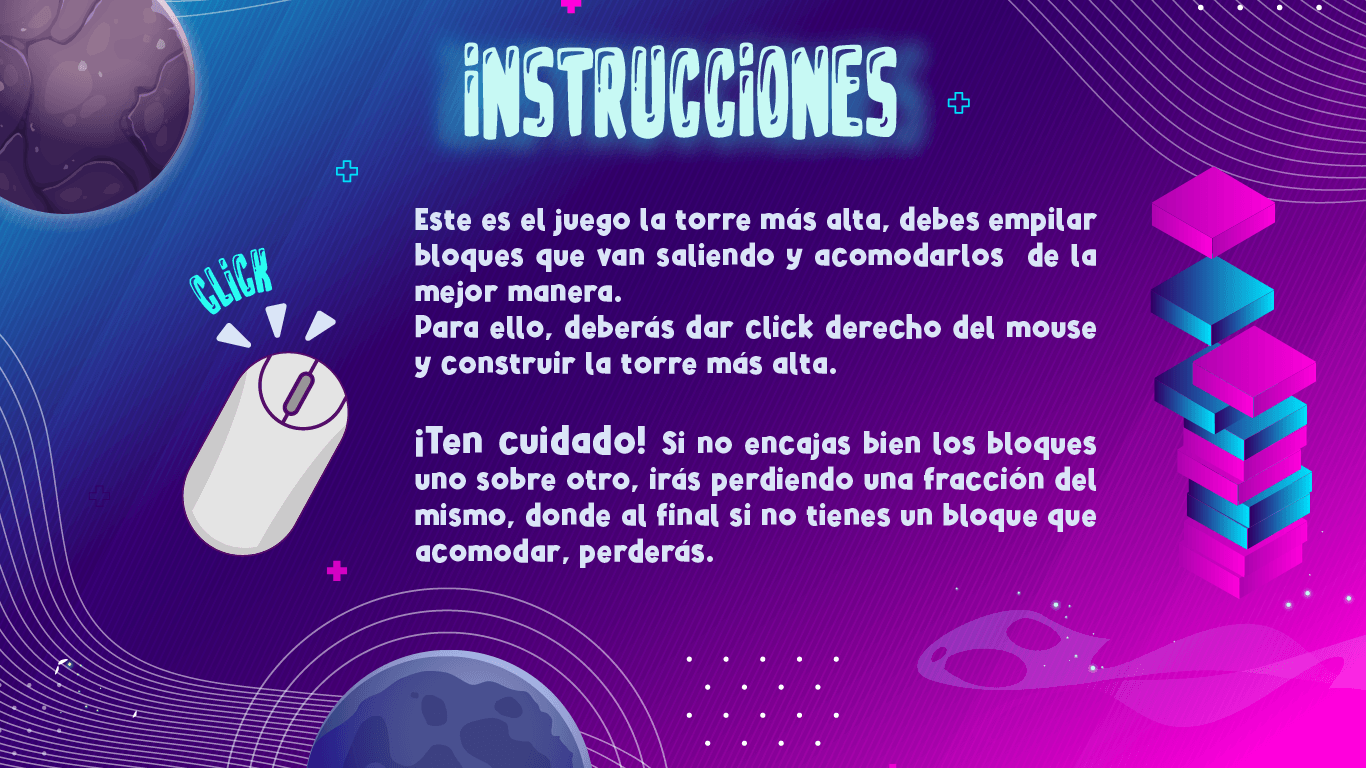 INSTRUCCIONES
Este es el juego la torre más alta, debes empilar
bloques que van saliendo y acomodarlos de la
mejor manera.
Para ello, deberás dar click derecho del mouse
y construir la torre más alta.
CLICK
¡Ten cuidado! Si no encajas bien los bloques
uno sobre otro, irás perdiendo una fracción del
mismo, donde al final si no tienes un bloque que
acomodar, perderás.